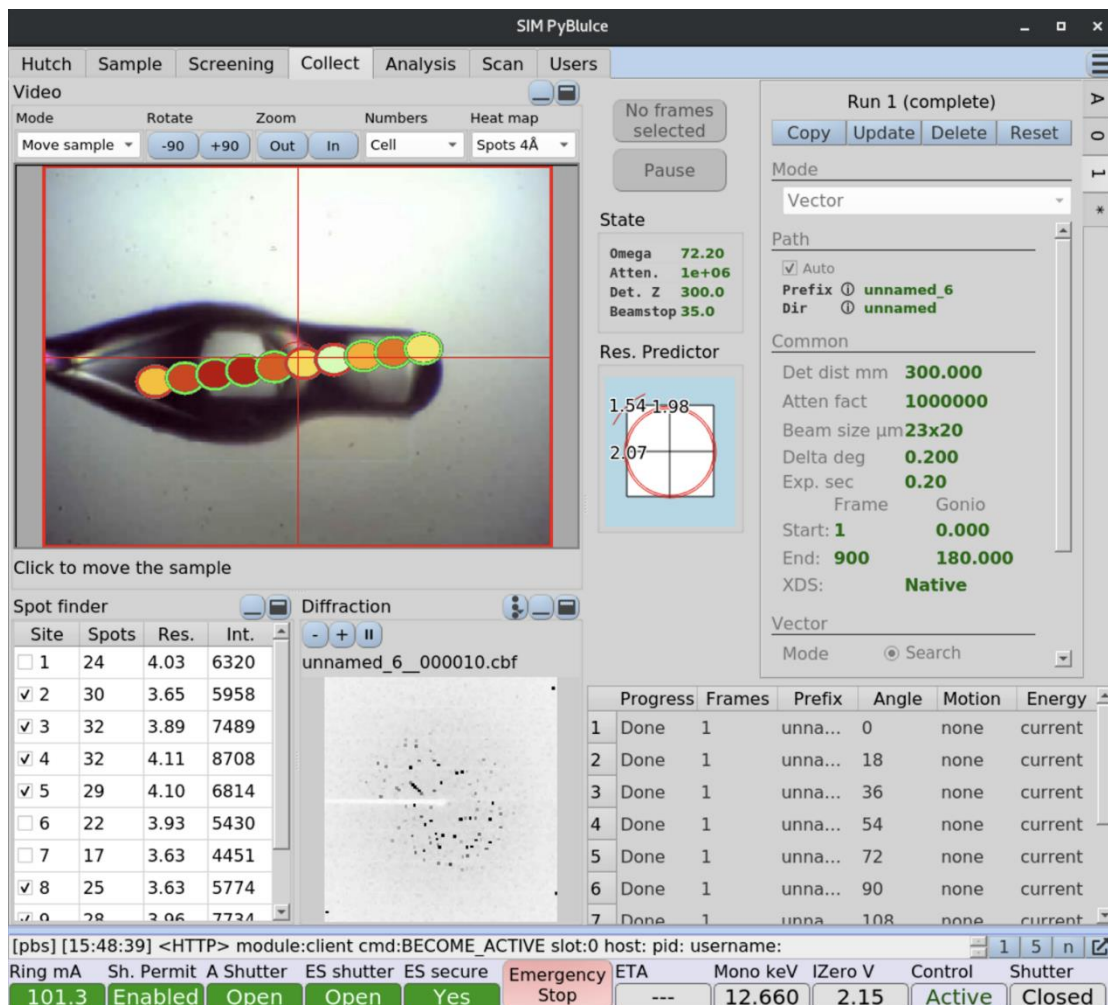 SIM PyBluIce
Hutch Sample Screening Collect Analysis Scan Users
Video
Mode Rotate Zoom Numbers Heat map
Move sample -90 +90 Out In Cell Spots 4Å
Click to move the sample
No frames selected
Pause
State
Omega 72.20
Atten. 1e+06
Det. Z 300.0
Beamstop 35.0
Res. Predictor
1.54 1.98
2.07
Run 1 (complete)
Copy Update Delete Reset
Mode
Vector
Path
Auto
Prefix ⓘ unnamed_6
Dir ⓘ unnamed
Common
Det dist mm 300.000
Atten fact 1000000
Beam size µm 23x20
Delta deg 0.200
Exp. sec 0.20
Frame Gonio
Start: 1 0.000
End: 900 180.000
XDS: Native
Vector
Mode Search
A
0
1
*
Spot finder
Site Spots Res. Int.
1 24 4.03 6320
2 30 3.65 5958
3 32 3.89 7489
4 32 4.11 8708
5 29 4.10 6814
6 22 3.93 5430
7 17 3.63 4451
8 25 3.63 5774
9 28 3.96 7734
Diffraction
- +
unnamed_6__000010.cbf
Progress Frames Prefix Angle Motion Energy
1 Done 1 unna... 0 none current
2 Done 1 unna... 18 none current
3 Done 1 unna... 36 none current
4 Done 1 unna... 54 none current
5 Done 1 unna... 72 none current
6 Done 1 unna... 90 none current
7 Done 1 unna... 108 none current
[pbs] [15:48:39] <HTTP> module:client cmd:BECOME_ACTIVE slot:0 host: pid: username:
1 5 n
Ring mA Sh. Permit A Shutter ES shutter ES secure Emergency Stop ETA Mono keV IZero V Control Shutter
101.3 Enabled Open Open Yes --- 12.660 2.15 Active Closed